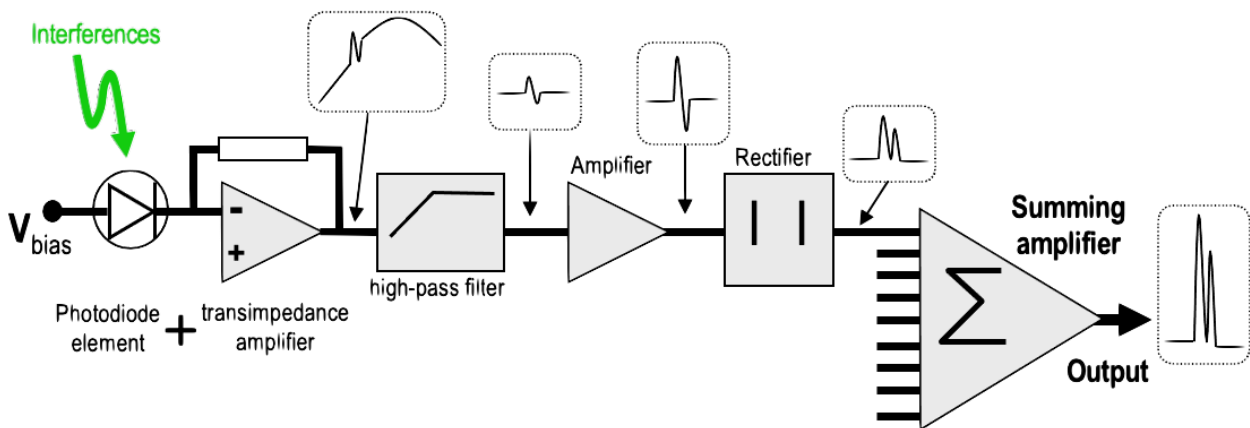 Interferences
Amplifier
Rectifier
Summing
amplifier
-
+
V bias
high-pass filter
Photodiode
element
+
transimpedance
amplifier
Σ
Output